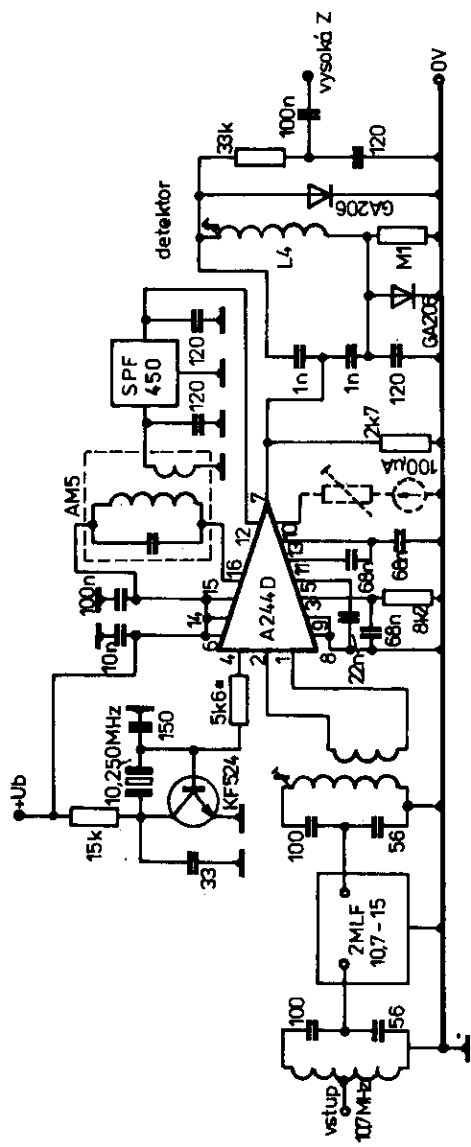 +Ub
15k
10,250MHz
150
33
KF524
5k6*
10n
100n
AM5
SPF
450
120
120
detektor
33k
100n
vysoká Z
120
GA206
L4
M1
GA206
1n
1n
120
2k7
100µA
A244D
6
14
15
16
12
7
4
2
1
8
9
3
5
11
13
10
22n
68n
68n
68n
8k2
vstup
10,7MHz
100
56
2MLF
10,7-15
100
56
0V